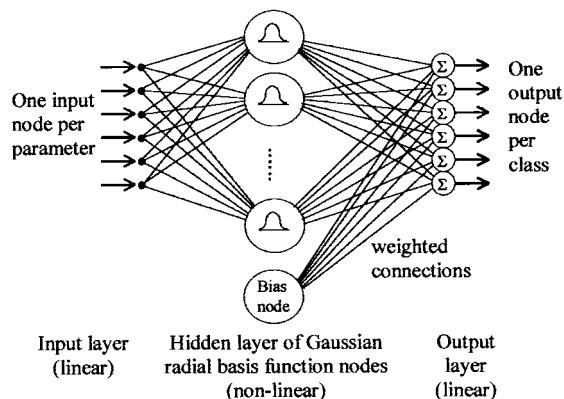 One input
node per
parameter
Σ
Σ
Σ
Σ
Σ
Σ
One
output
node
per
class
weighted
connections
Bias
node
Input layer
(linear)
Hidden layer of Gaussian
radial basis function nodes
(non-linear)
Output
layer
(linear)